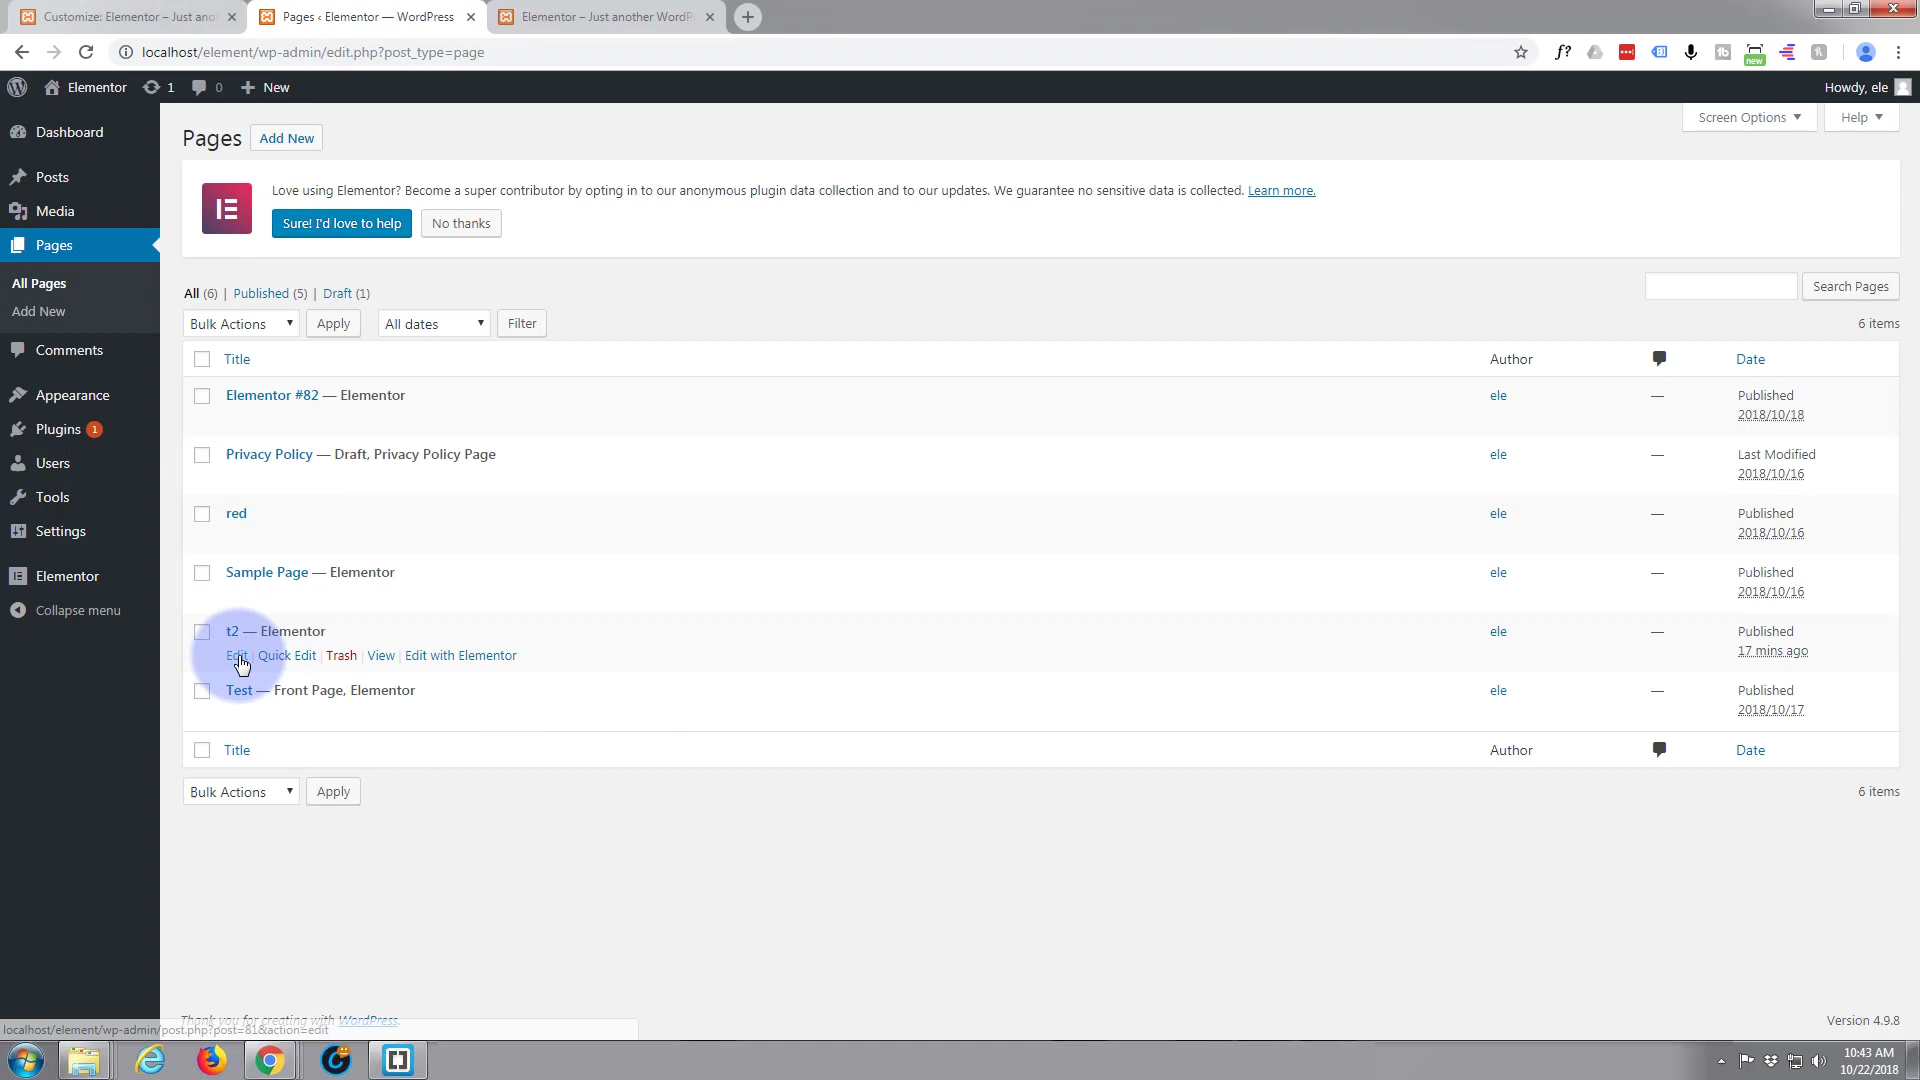 Customize: Elementor – Just ano
Pages ‹ Elementor — WordPress
Elementor – Just another WordP
localhost/element/wp-admin/edit.php?post_type=page
f?
new
Elementor
1
0
New
Howdy, ele
Dashboard
Posts
Media
Pages
All Pages
Add New
Comments
Appearance
Plugins 1
Users
Tools
Settings
Elementor
Collapse menu
Pages
Add New
Screen Options
Help
Love using Elementor? Become a super contributor by opting in to our anonymous plugin data collection and to our updates. We guarantee no sensitive data is collected. Learn more.
Sure! I'd love to help
No thanks
All (6) | Published (5) | Draft (1)
Search Pages
Bulk Actions
Apply
All dates
Filter
6 items
Title
Author
Date
Elementor #82 — Elementor
ele
—
Published
2018/10/18
Privacy Policy — Draft, Privacy Policy Page
ele
—
Last Modified
2018/10/16
red
ele
—
Published
2018/10/16
Sample Page — Elementor
ele
—
Published
2018/10/16
t2 — Elementor
Edit | Quick Edit | Trash | View | Edit with Elementor
ele
—
Published
17 mins ago
Test — Front Page, Elementor
ele
—
Published
2018/10/17
Title
Author
Date
Bulk Actions
Apply
6 items
Thank you for creating with WordPress.
Version 4.9.8
localhost/element/wp-admin/post.php?post=81&action=edit
10:43 AM
10/22/2018